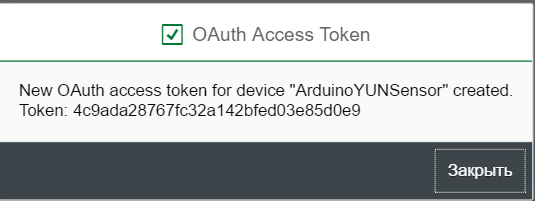 OAuth Access Token
New OAuth access token for device "ArduinoYUNSensor" created.
Token: 4c9ada28767fc32a142bfed03e85d0e9
Закрыть